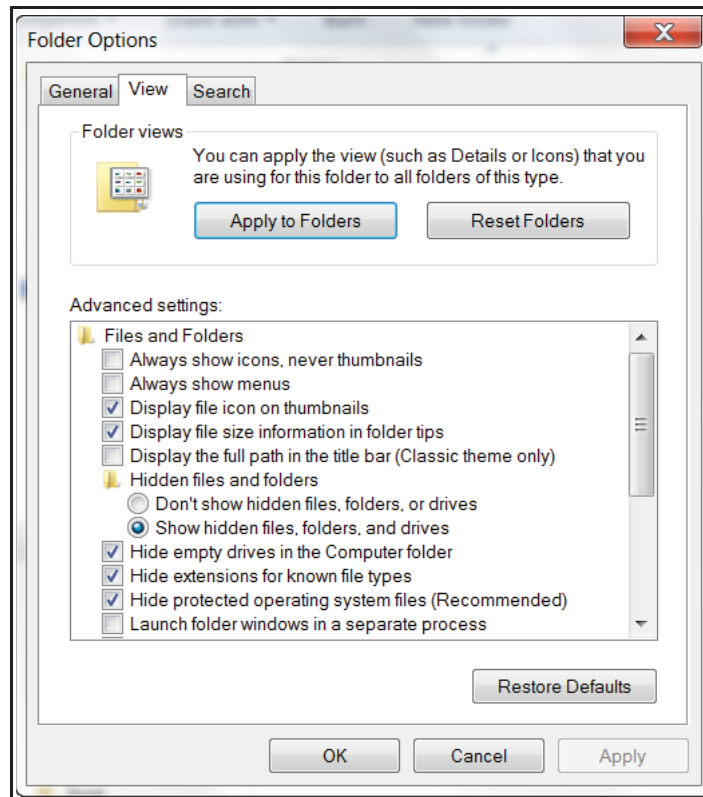 Folder Options
General View Search
Folder views
You can apply the view (such as Details or Icons) that you
are using for this folder to all folders of this type.
Apply to Folders Reset Folders
Advanced settings:
Files and Folders
Always show icons, never thumbnails
Always show menus
Display file icon on thumbnails
Display file size information in folder tips
Display the full path in the title bar (Classic theme only)
Hidden files and folders
Don't show hidden files, folders, or drives
Show hidden files, folders, and drives
Hide empty drives in the Computer folder
Hide extensions for known file types
Hide protected operating system files (Recommended)
Launch folder windows in a separate process
Restore Defaults
OK Cancel Apply